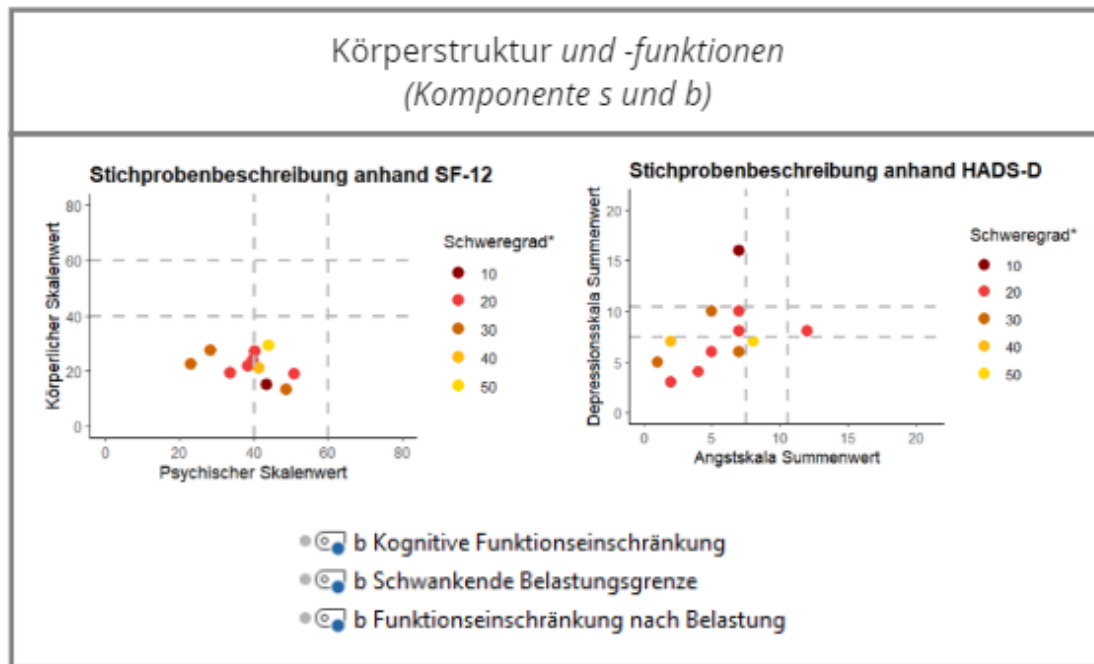 Körperstruktur und -funktionen
(Komponente s und b)
Stichprobenbeschreibung anhand SF-12
Körperlicher Skalenwert
80
60
40
20
0
0 20 40 60 80
Psychischer Skalenwert
Schweregrad*
10
20
30
40
50
Stichprobenbeschreibung anhand HADS-D
Depressionsskala Summenwert
20
15
10
5
0
0 5 10 15 20
Angstskala Summenwert
Schweregrad*
10
20
30
40
50
b Kognitive Funktionseinschränkung
b Schwankende Belastungsgrenze
b Funktionseinschränkung nach Belastung